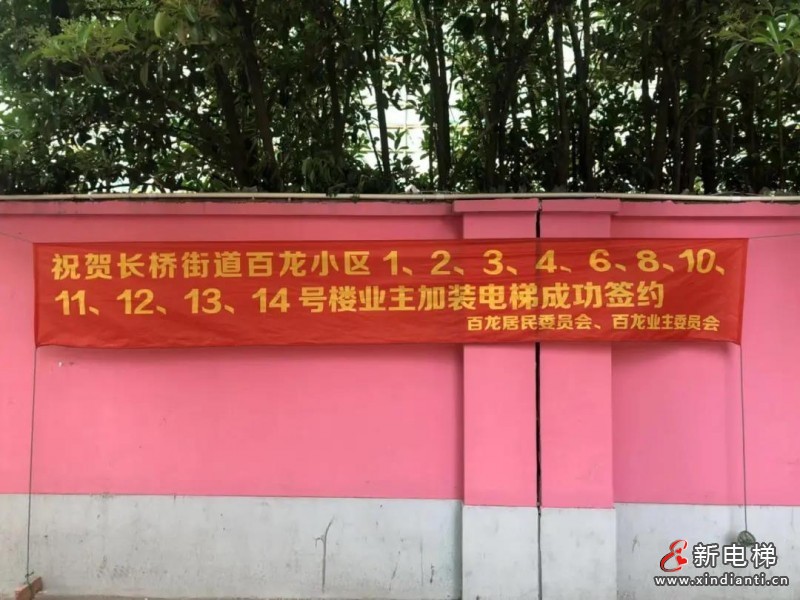 祝贺长桥街道百龙小区1、2、3、4、6、8、10、
11、12、13、14号楼业主加装电梯成功签约
百龙居民委员会、百龙业主委员会
新电梯
www.xindianti.cn